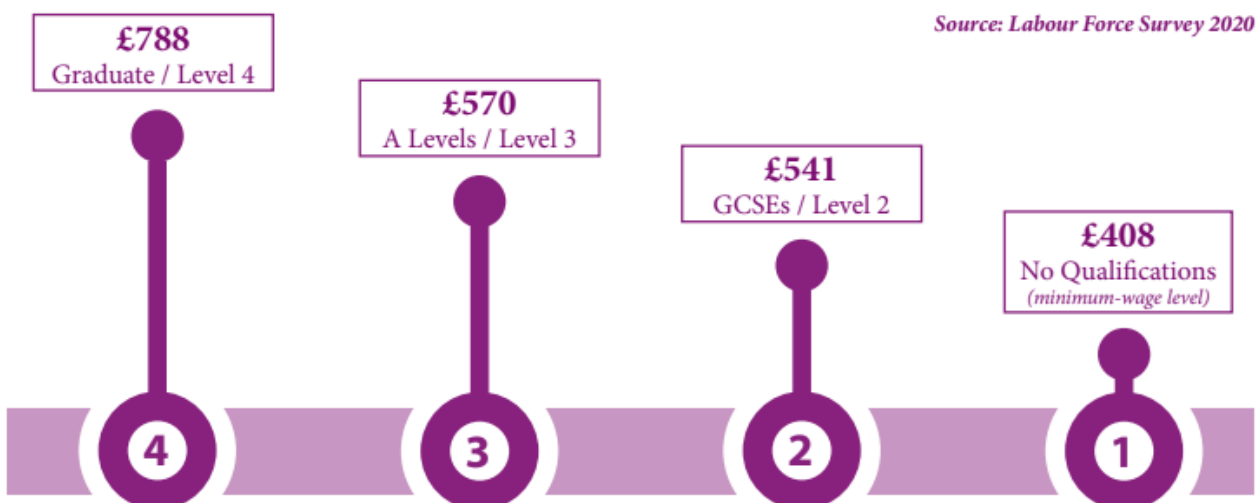 Source: Labour Force Survey 2020
£788
Graduate / Level 4
£570
A Levels / Level 3
£541
GCSEs / Level 2
£408
No Qualifications
(minimum-wage level)
4
3
2
1